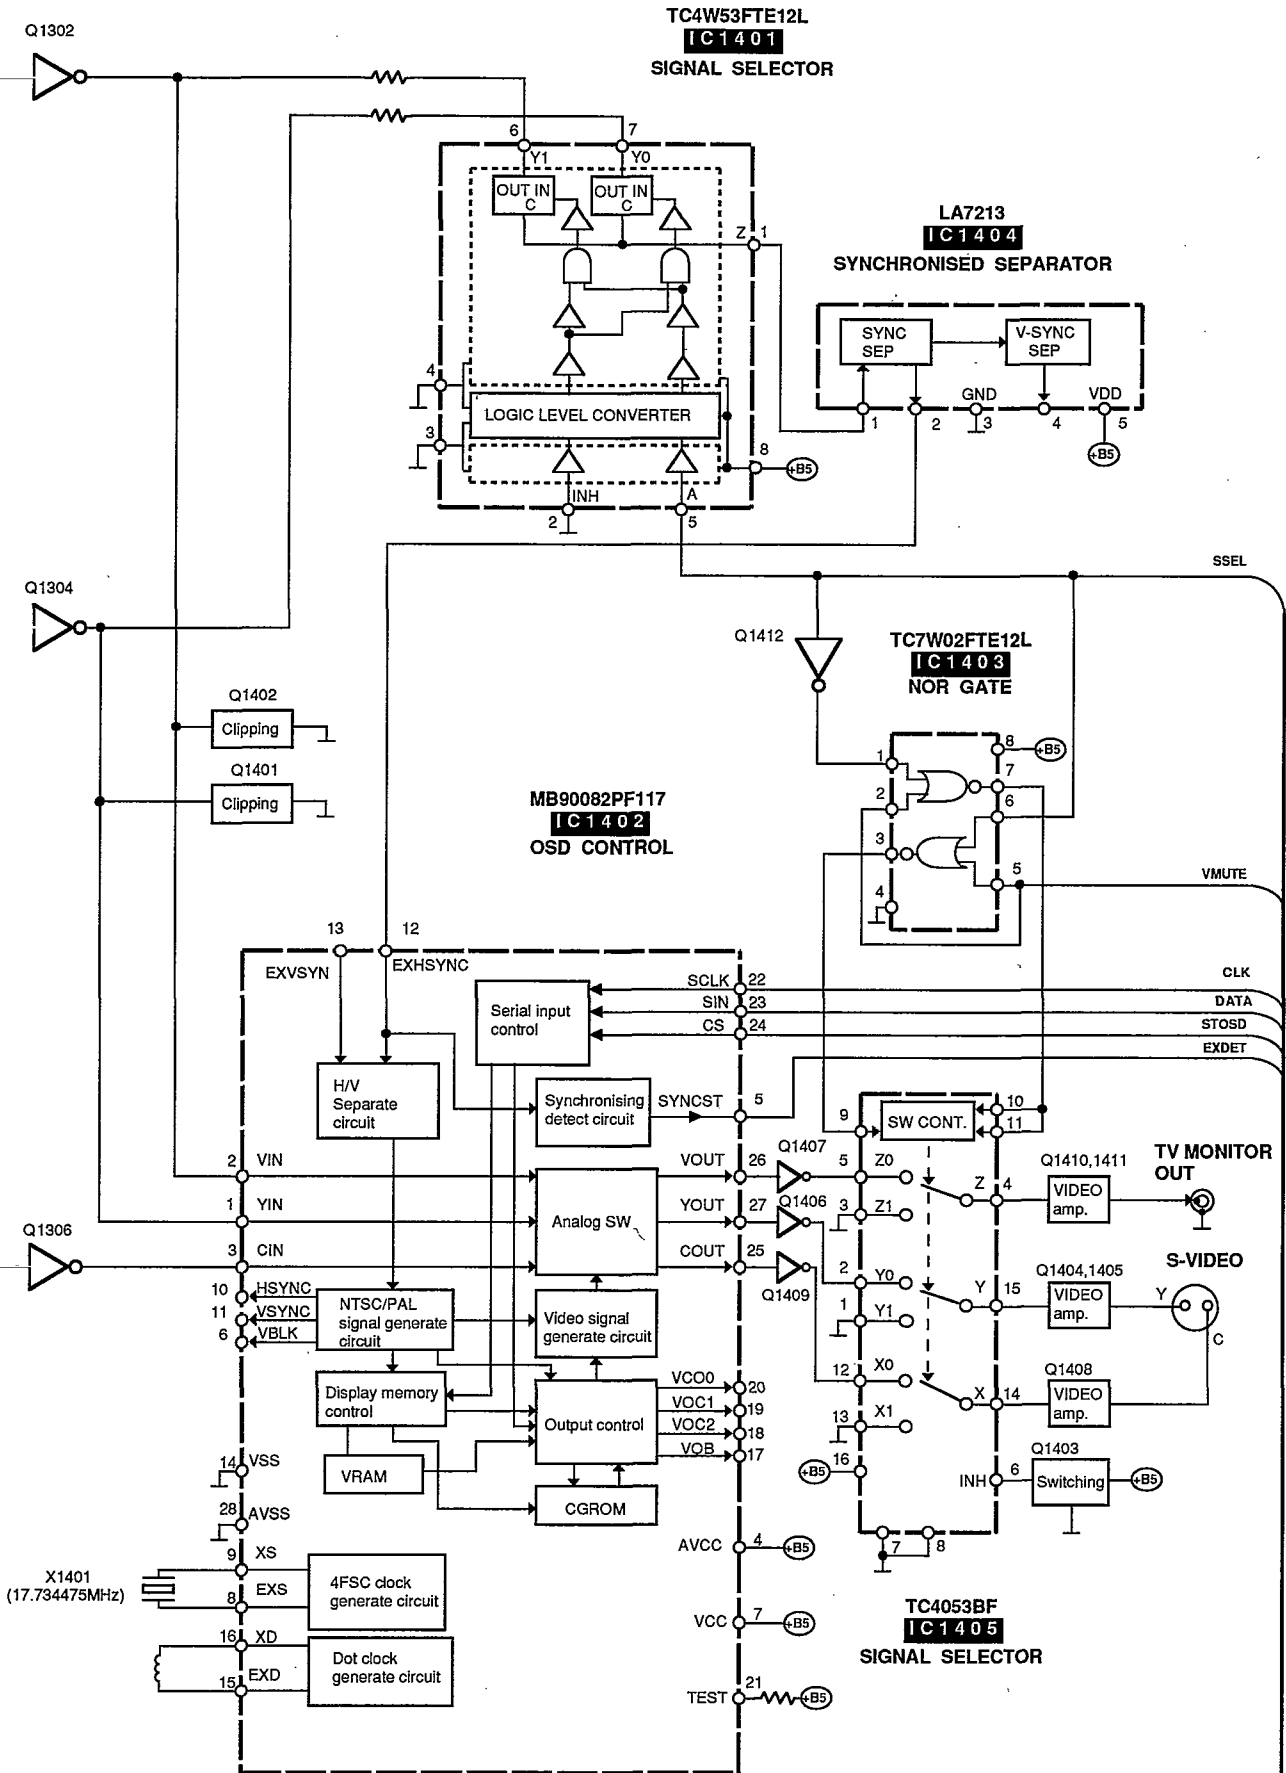 TC4W53FTE12L
IC1401
SIGNAL SELECTOR
Q1302
6
7
Y1
Y0
OUT IN
C
OUT IN
C
Z
1
4
LOGIC LEVEL CONVERTER
3
8
+B5
INH
A
2
5
LA7213
IC1404
SYNCHRONISED SEPARATOR
SYNC
SEP
V-SYNC
SEP
GND
VDD
1
2
3
4
5
+B5
SSEL
Q1304
Q1412
TC7W02FTE12L
IC1403
NOR GATE
Q1402
Clipping
Q1401
Clipping
8
+B5
1
7
2
6
3
5
4
VMUTE
MB90082PF117
IC1402
OSD CONTROL
13
12
EXVSYN
EXHSYNC
Serial input
control
SCLK
22
CLK
SIN
23
DATA
CS
24
STOSD
EXDET
H/V
Separate
circuit
Synchronising
detect circuit
SYNCST
5
9
SW CONT.
10
11
2
VIN
VOUT
26
Q1407
5
Z0
Z
4
Q1410,1411
VIDEO
amp.
TV MONITOR
OUT
1
YIN
Analog SW
YOUT
27
Q1406
3
Z1
Q1306
3
CIN
COUT
25
Q1409
2
Y0
Y
15
Q1404,1405
VIDEO
amp.
S-VIDEO
Y
C
1
Y1
10
HSYNC
11
VSYNC
6
VBLK
NTSC/PAL
signal generate
circuit
Video signal
generate circuit
12
X0
X
14
Q1408
VIDEO
amp.
13
X1
Display memory
control
Output control
VCO0
20
VOC1
19
VOC2
18
VOB
17
VRAM
CGROM
16
+B5
INH
6
Q1403
Switching
+B5
7
8
14
VSS
28
AVSS
AVCC
4
+B5
9
XS
X1401
(17.734475MHz)
8
EXS
4FSC clock
generate circuit
VCC
7
+B5
16
XD
15
EXD
Dot clock
generate circuit
TEST
21
+B5
TC4053BF
IC1405
SIGNAL SELECTOR